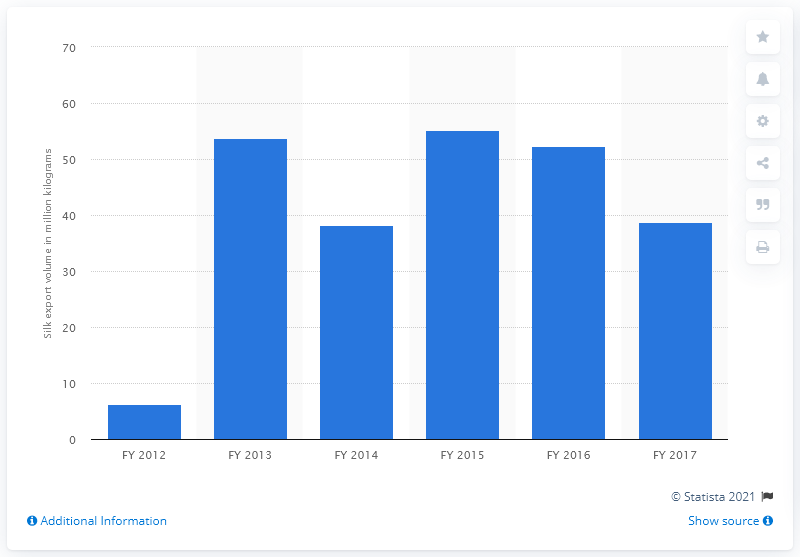 70
60
50
40
30
20
10
0
Silk export volume in million kilograms
FY 2012 FY 2013 FY 2014 FY 2015 FY 2016 FY 2017
© Statista 2021
Additional Information Show source